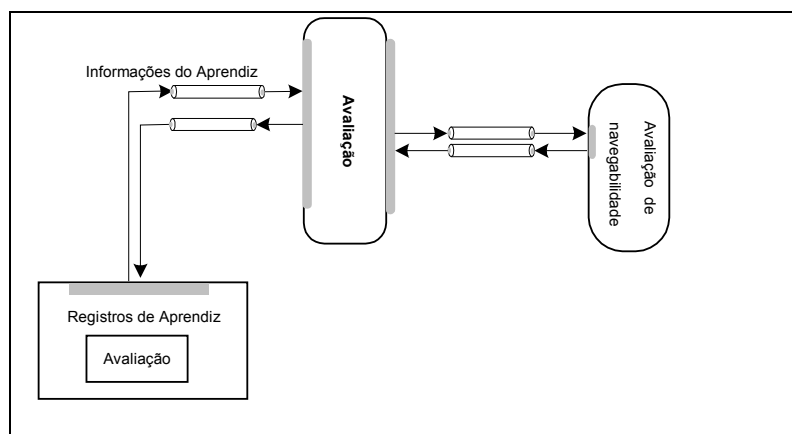 Informações do Aprendiz
Avaliação
Avaliação de
navegabilidade
Registros de Aprendiz
Avaliação